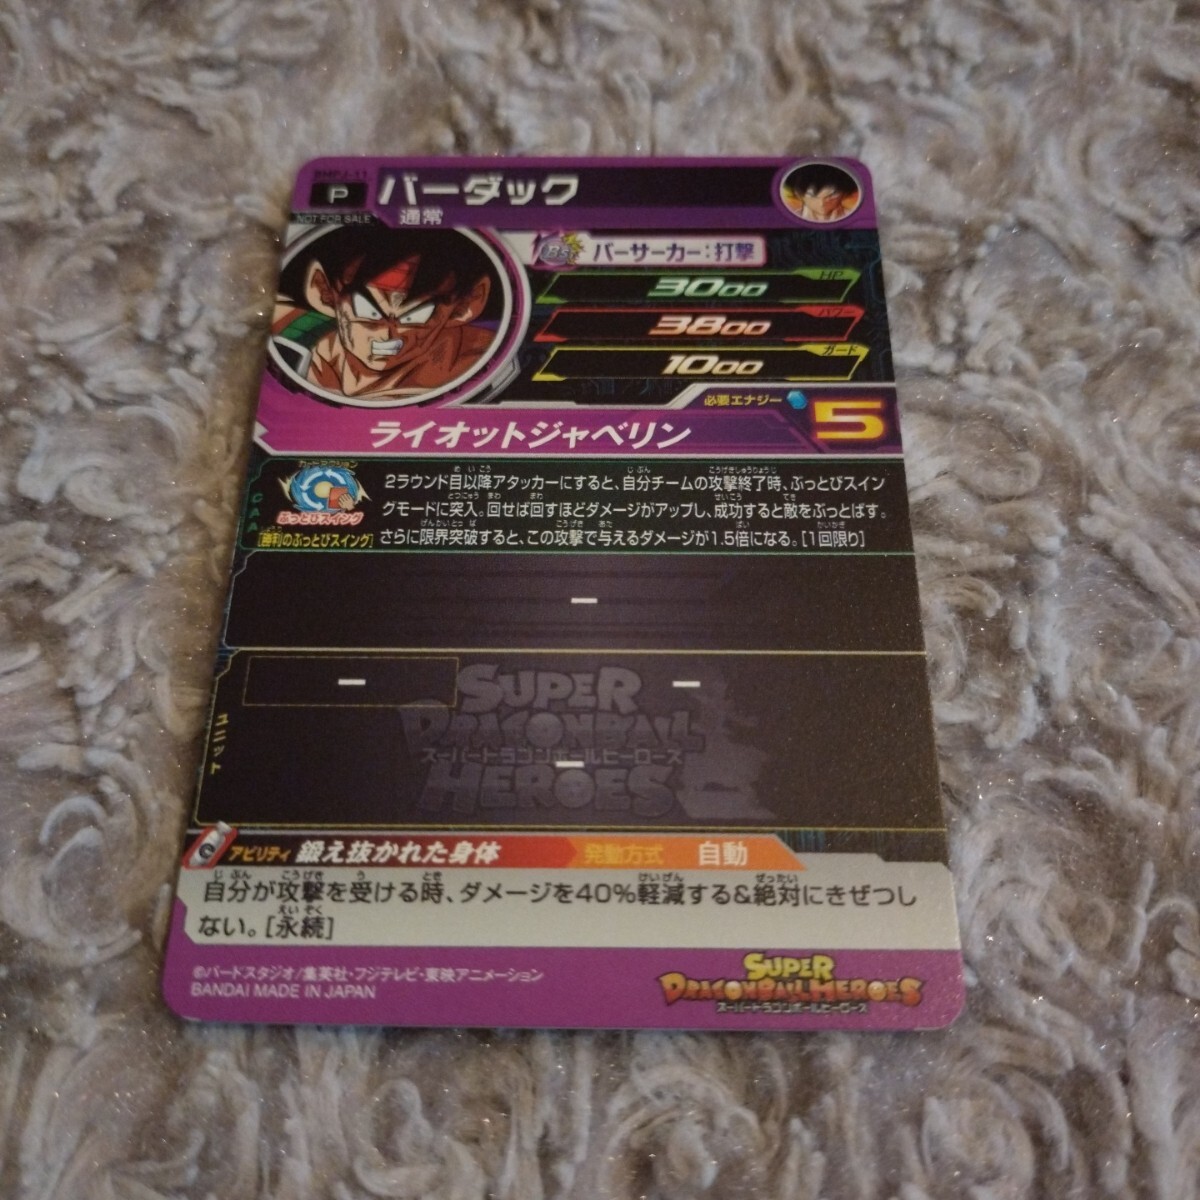 BMPJ-11
P
NOT FOR SALE
バーダック
通常
BS
バーサーカー:打撃
HP
3000
パワー
3800
ガード
1000
必要エナジー
5
ライオットジャベリン
CAA
カードアクション
ぶっとびスイング
[勝利のぶっとびスイング]
2ラウンド目以降アタッカーにすると、自分チームの攻撃終了時、ぶっとびスイン
グモードに突入。回せば回すほどダメージがアップし、成功すると敵をぶっとばす。
さらに限界突破すると、この攻撃で与えるダメージが1.5倍になる。[1回限り]
ー
ユニット
ー
ー
ー
SUPER
DRAGONBALL
スーパードラゴンボールヒーローズ
HEROES
アビリティ 鍛え抜かれた身体 発動方式 自動
自分が攻撃を受ける時、ダメージを40%軽減する&絶対にきぜつし
ない。[永続]
©バードスタジオ/集英社・フジテレビ・東映アニメーション
BANDAI MADE IN JAPAN
SUPER
DRAGONBALL HEROES
スーパードラゴンボールヒーローズ